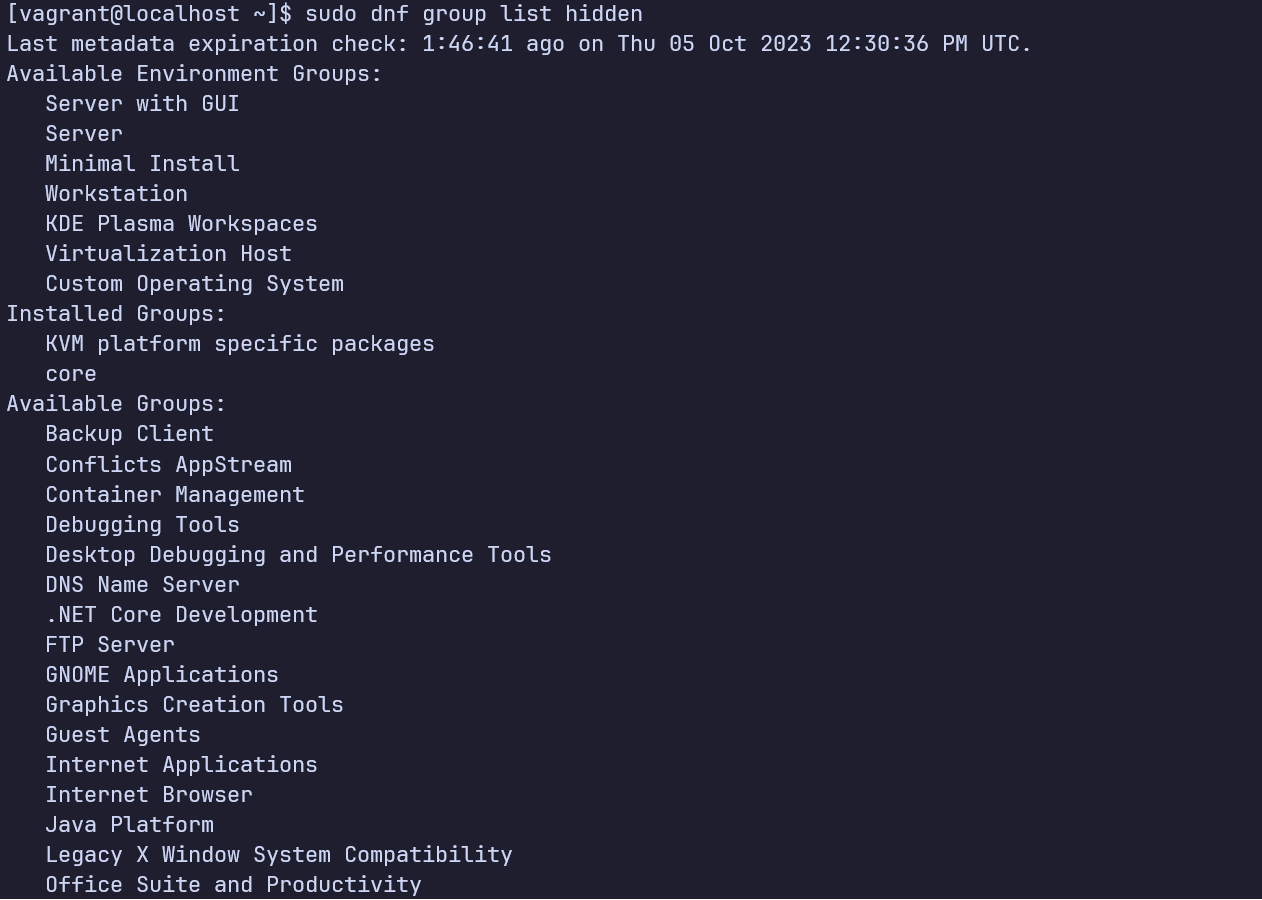 [vagrant@localhost ~]$ sudo dnf group list hidden
Last metadata expiration check: 1:46:41 ago on Thu 05 Oct 2023 12:30:36 PM UTC.
Available Environment Groups:
   Server with GUI
   Server
   Minimal Install
   Workstation
   KDE Plasma Workspaces
   Virtualization Host
   Custom Operating System
Installed Groups:
   KVM platform specific packages
   core
Available Groups:
   Backup Client
   Conflicts AppStream
   Container Management
   Debugging Tools
   Desktop Debugging and Performance Tools
   DNS Name Server
   .NET Core Development
   FTP Server
   GNOME Applications
   Graphics Creation Tools
   Guest Agents
   Internet Applications
   Internet Browser
   Java Platform
   Legacy X Window System Compatibility
   Office Suite and Productivity